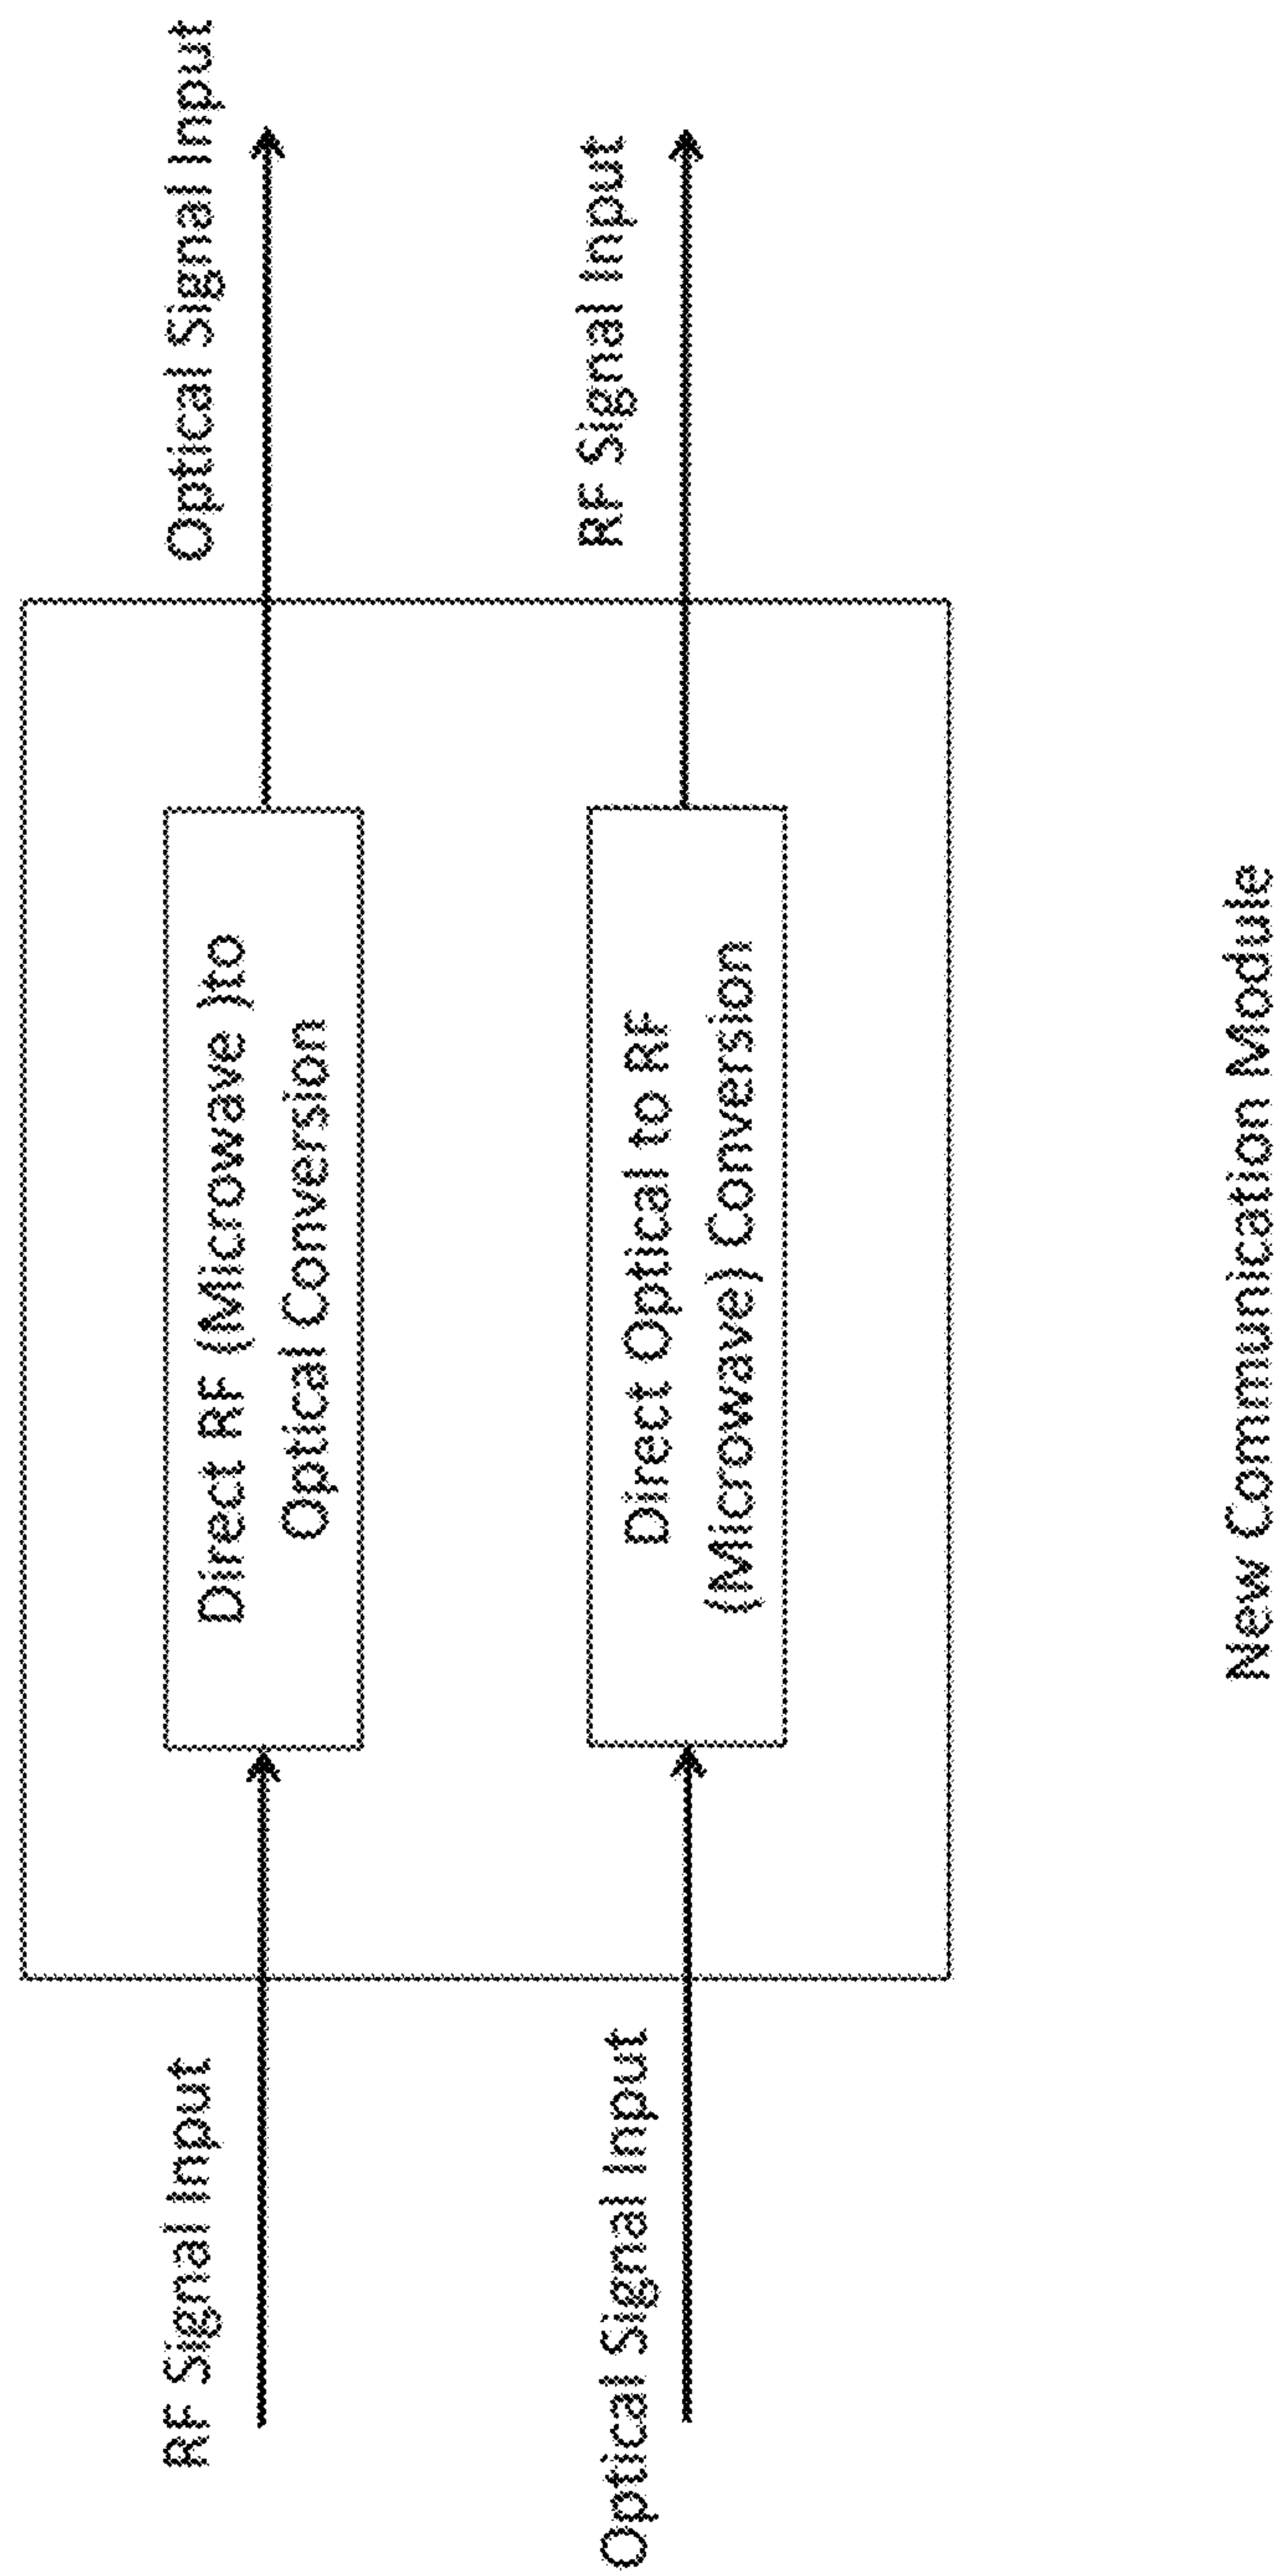 RF Signal Input
Direct RF (Microwave )to
Optical Conversion
Optical Signal Input
Optical Signal Input
Direct Optical to RF
(Microwave) Conversion
RF Signal Input
New Communication Module